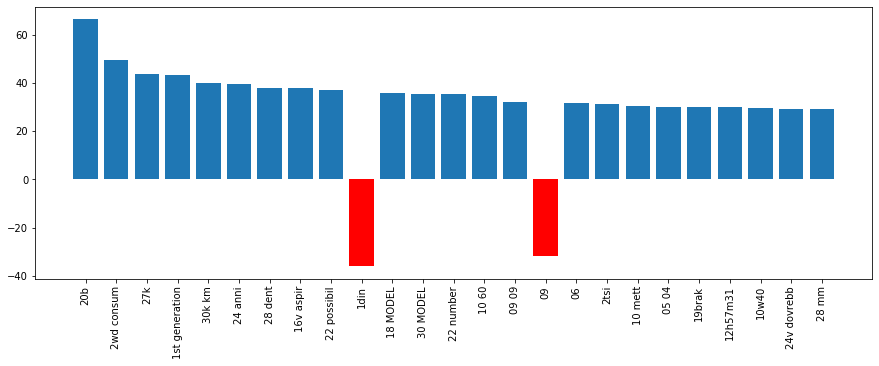 60
40
20
0
−20
−40
20b
2wd consum
27k
1st generation
30k km
24 anni
28 dent
16v aspir
22 possibil
1din
18 MODEL
30 MODEL
22 number
10 60
09 09
09
06
2tsi
10 mett
05 04
19brak
12h57m31
10w40
24v dovrebb
28 mm